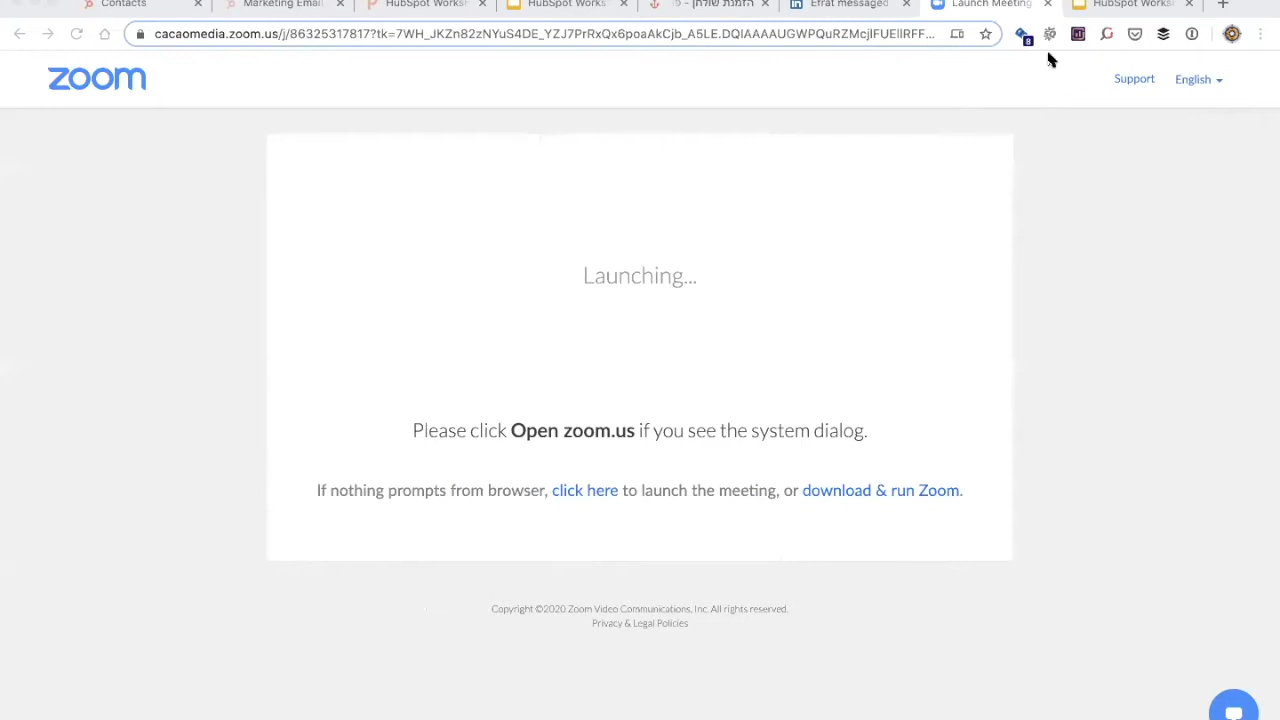 Contacts
Marketing Email
HubSpot Works
HubSpot Works
הזמנת שולחן - פ
Efrat messaged
Launch Meeting
HubSpot Works
cacaomedia.zoom.us/j/86325317817?tk=7WH_JKZn82zNYuS4DE_YZJ7PrRxQx6poaAkCjb_A5LE.DQIAAAAUGWPQuRZMcjlFUEllRFF...
8
zoom
Support
English
Launching...
Please click Open zoom.us if you see the system dialog.
If nothing prompts from browser, click here to launch the meeting, or download & run Zoom.
Copyright ©2020 Zoom Video Communications, Inc. All rights reserved.
Privacy & Legal Policies